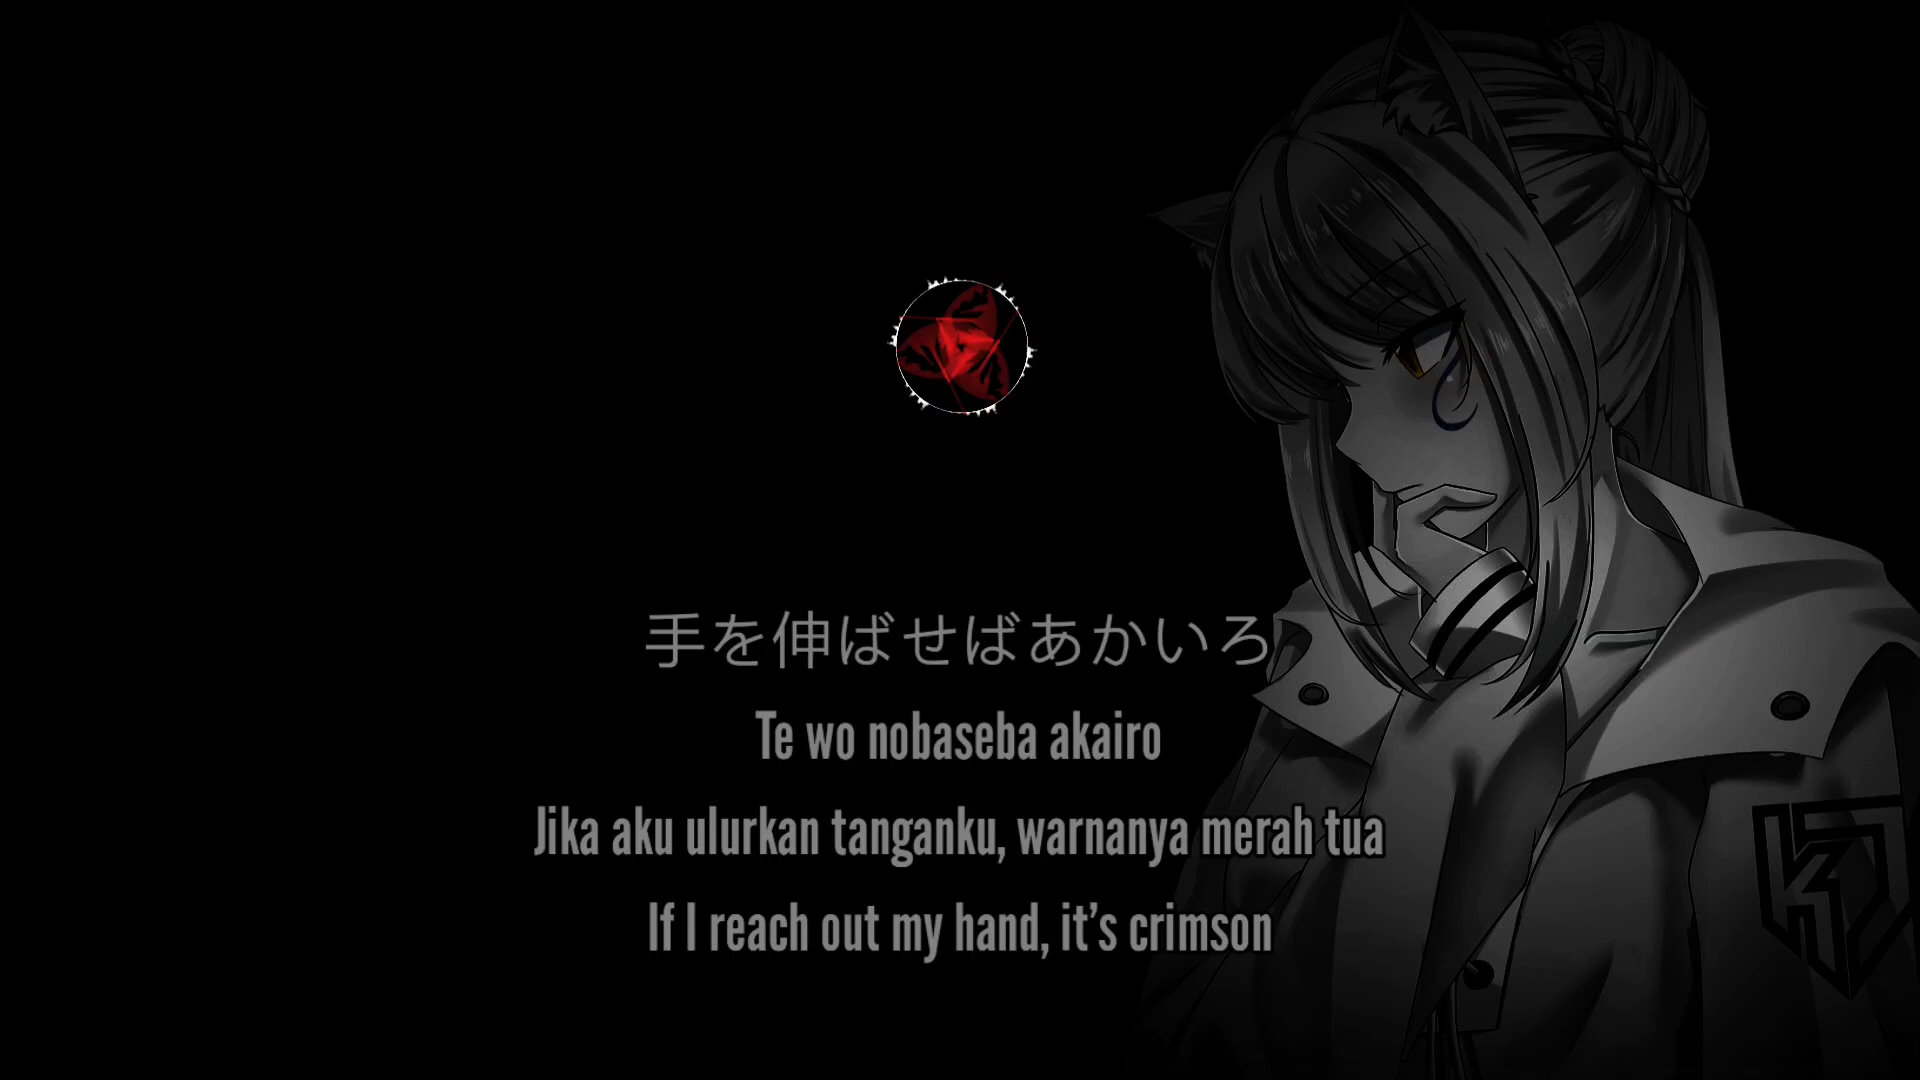 手を伸ばせばあかいろ
Te wo nobaseba akairo
Jika aku ulurkan tanganku, warnanya merah tua
If I reach out my hand, it’s crimson